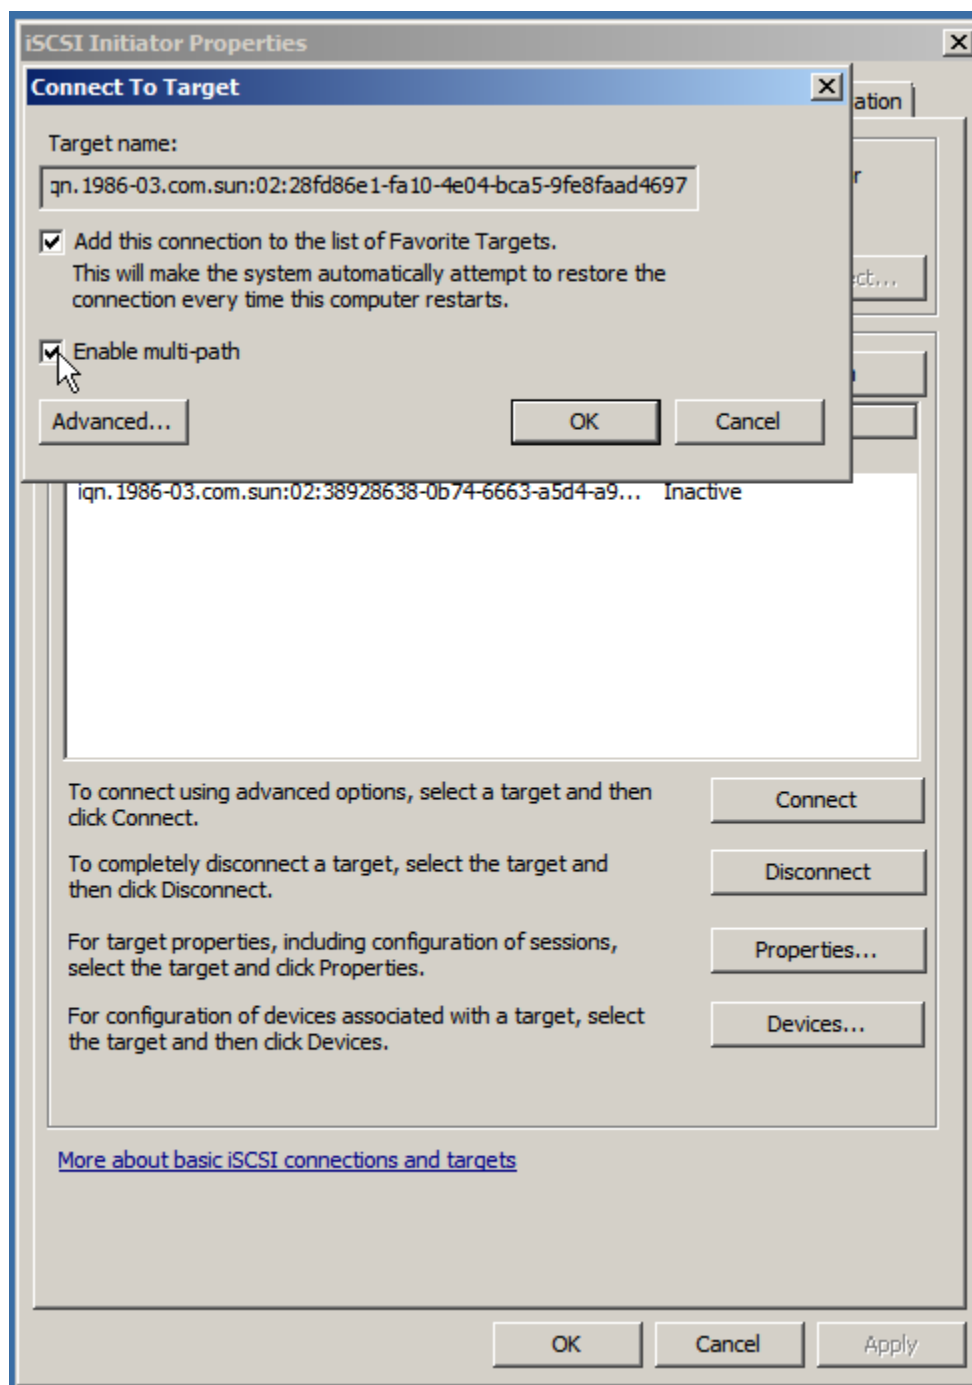 iSCSI Initiator Properties
Connect To Target
ation
Target name:
qn.1986-03.com.sun:02:28fd86e1-fa10-4e04-bca5-9fe8faad4697
r
Add this connection to the list of Favorite Targets.
This will make the system automatically attempt to restore the
connection every time this computer restarts.
ect...
Enable multi-path
Advanced...
OK
Cancel
iqn.1986-03.com.sun:02:38928638-0b74-6663-a5d4-a9... Inactive
To connect using advanced options, select a target and then
click Connect.
Connect
To completely disconnect a target, select the target and
then click Disconnect.
Disconnect
For target properties, including configuration of sessions,
select the target and click Properties.
Properties...
For configuration of devices associated with a target, select
the target and then click Devices.
Devices...
More about basic iSCSI connections and targets
OK
Cancel
Apply